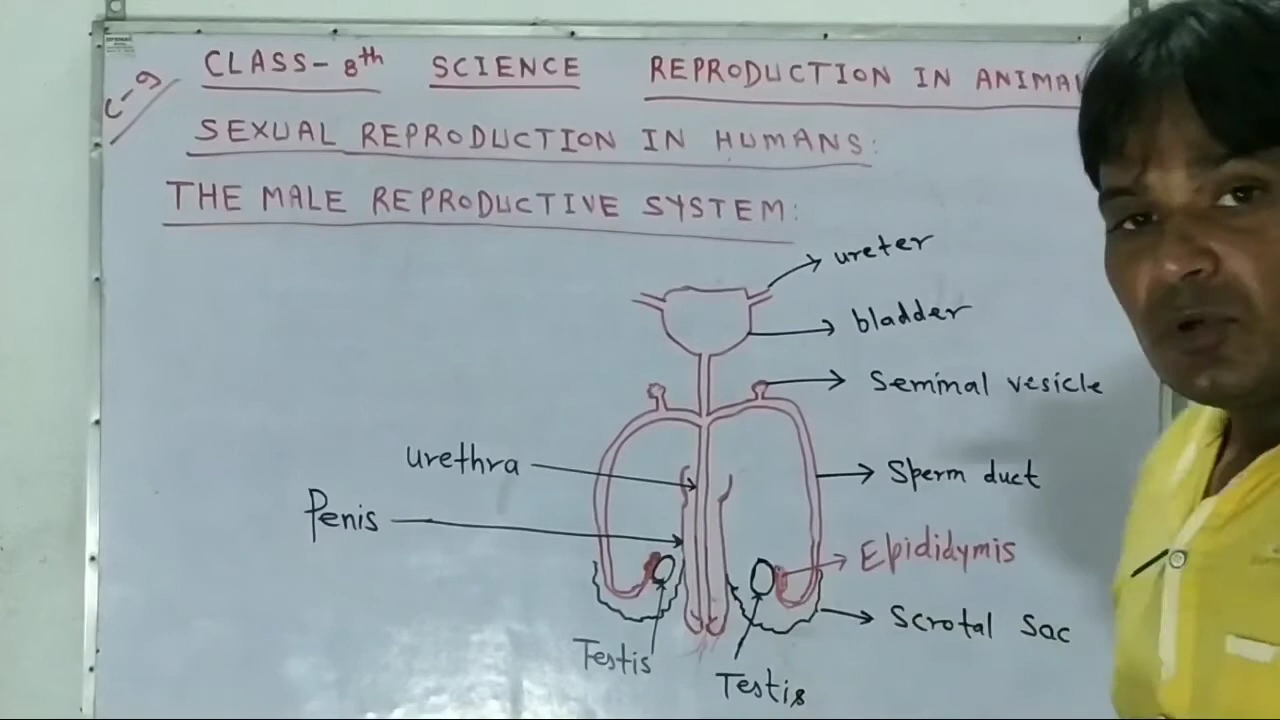 C-9
CLASS-8th SCIENCE REPRODUCTION IN ANIMA
SEXUAL REPRODUCTION IN HUMANS:
THE MALE REPRODUCTIVE SYSTEM:
ureter
bladder
Seminal vesicle
urethra
Sperm duct
Penis
Epididymis
Scrotal Sac
Testis
Testis